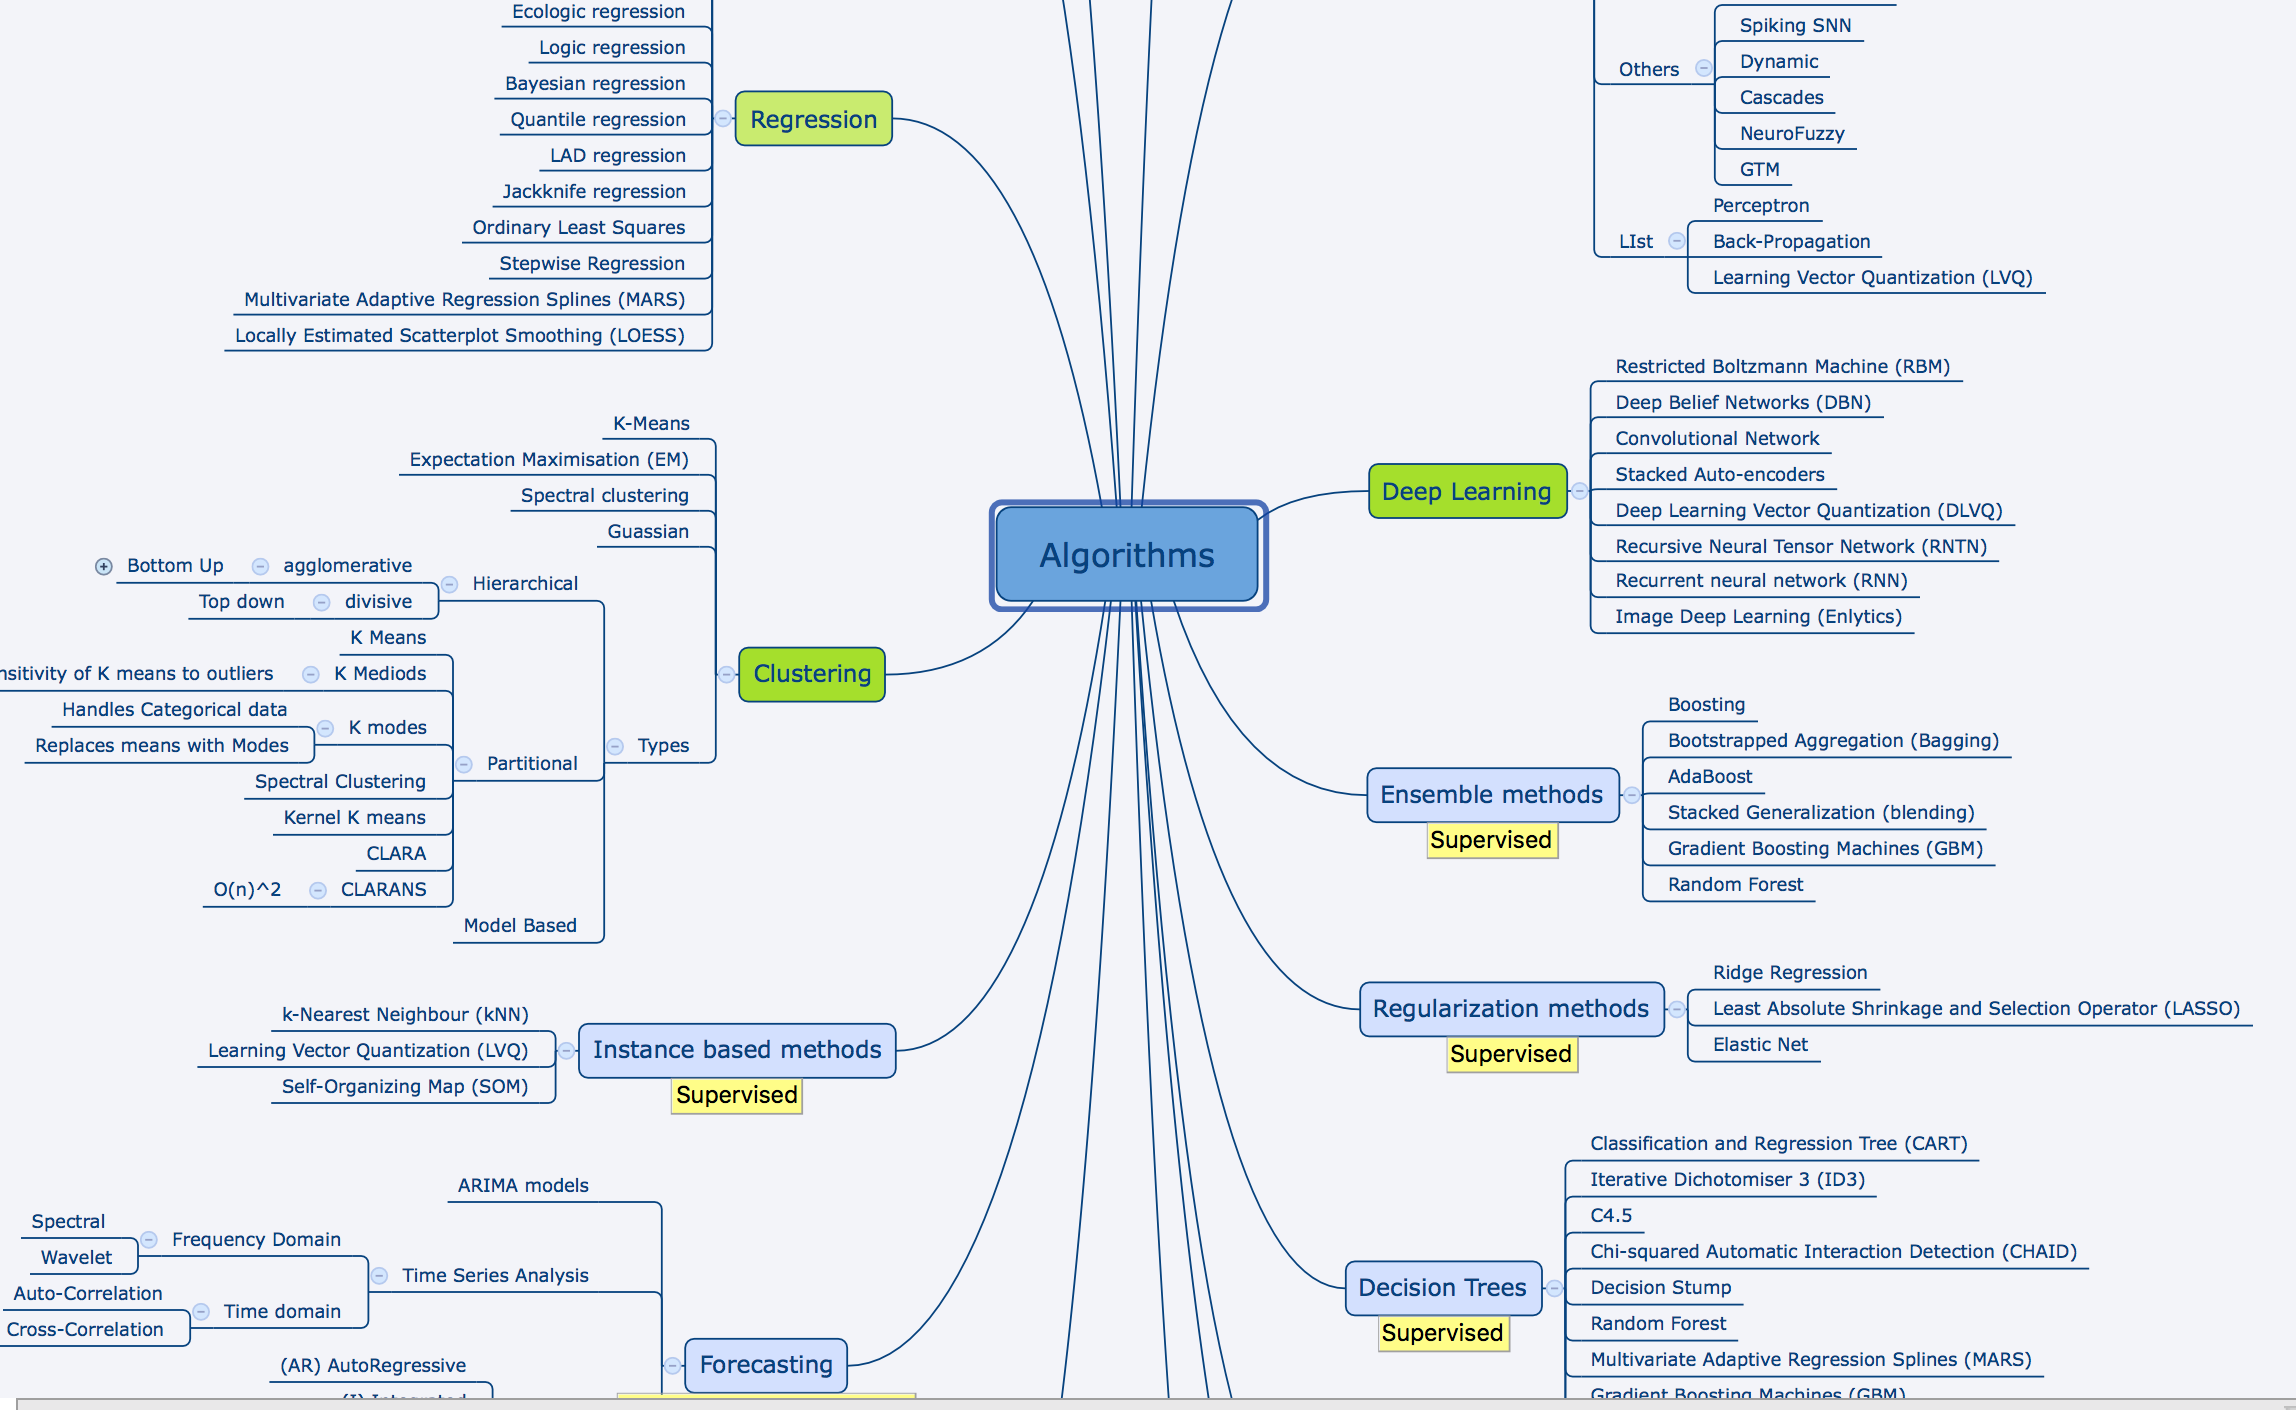 Ecologic regression
Logic regression
Bayesian regression
Quantile regression
LAD regression
Jackknife regression
Ordinary Least Squares
Stepwise Regression
Multivariate Adaptive Regression Splines (MARS)
Locally Estimated Scatterplot Smoothing (LOESS)
Regression
K-Means
Expectation Maximisation (EM)
Spectral clustering
Guassian
Bottom Up
agglomerative
Hierarchical
Top down
divisive
K Means
of K means to outliers
K Mediods
Handles Categorical data
K modes
Replaces means with Modes
Partitional
Types
Spectral Clustering
Kernel K means
CLARA
O(n)^2
CLARANS
Model Based
Clustering
k-Nearest Neighbour (kNN)
Learning Vector Quantization (LVQ)
Self-Organizing Map (SOM)
Instance based methods
Supervised
ARIMA models
Spectral
Wavelet
Frequency Domain
Time Series Analysis
Auto-Correlation
Cross-Correlation
Time domain
(AR) AutoRegressive
(I) Integrated
Forecasting
Algorithms
Others
Spiking SNN
Dynamic
Cascades
NeuroFuzzy
GTM
LIst
Perceptron
Back-Propagation
Learning Vector Quantization (LVQ)
Deep Learning
Restricted Boltzmann Machine (RBM)
Deep Belief Networks (DBN)
Convolutional Network
Stacked Auto-encoders
Deep Learning Vector Quantization (DLVQ)
Recursive Neural Tensor Network (RNTN)
Recurrent neural network (RNN)
Image Deep Learning (Enlytics)
Ensemble methods
Supervised
Boosting
Bootstrapped Aggregation (Bagging)
AdaBoost
Stacked Generalization (blending)
Gradient Boosting Machines (GBM)
Random Forest
Regularization methods
Supervised
Ridge Regression
Least Absolute Shrinkage and Selection Operator (LASSO)
Elastic Net
Decision Trees
Supervised
Classification and Regression Tree (CART)
Iterative Dichotomiser 3 (ID3)
C4.5
Chi-squared Automatic Interaction Detection (CHAID)
Decision Stump
Random Forest
Multivariate Adaptive Regression Splines (MARS)
Gradient Boosting Machines (GBM)